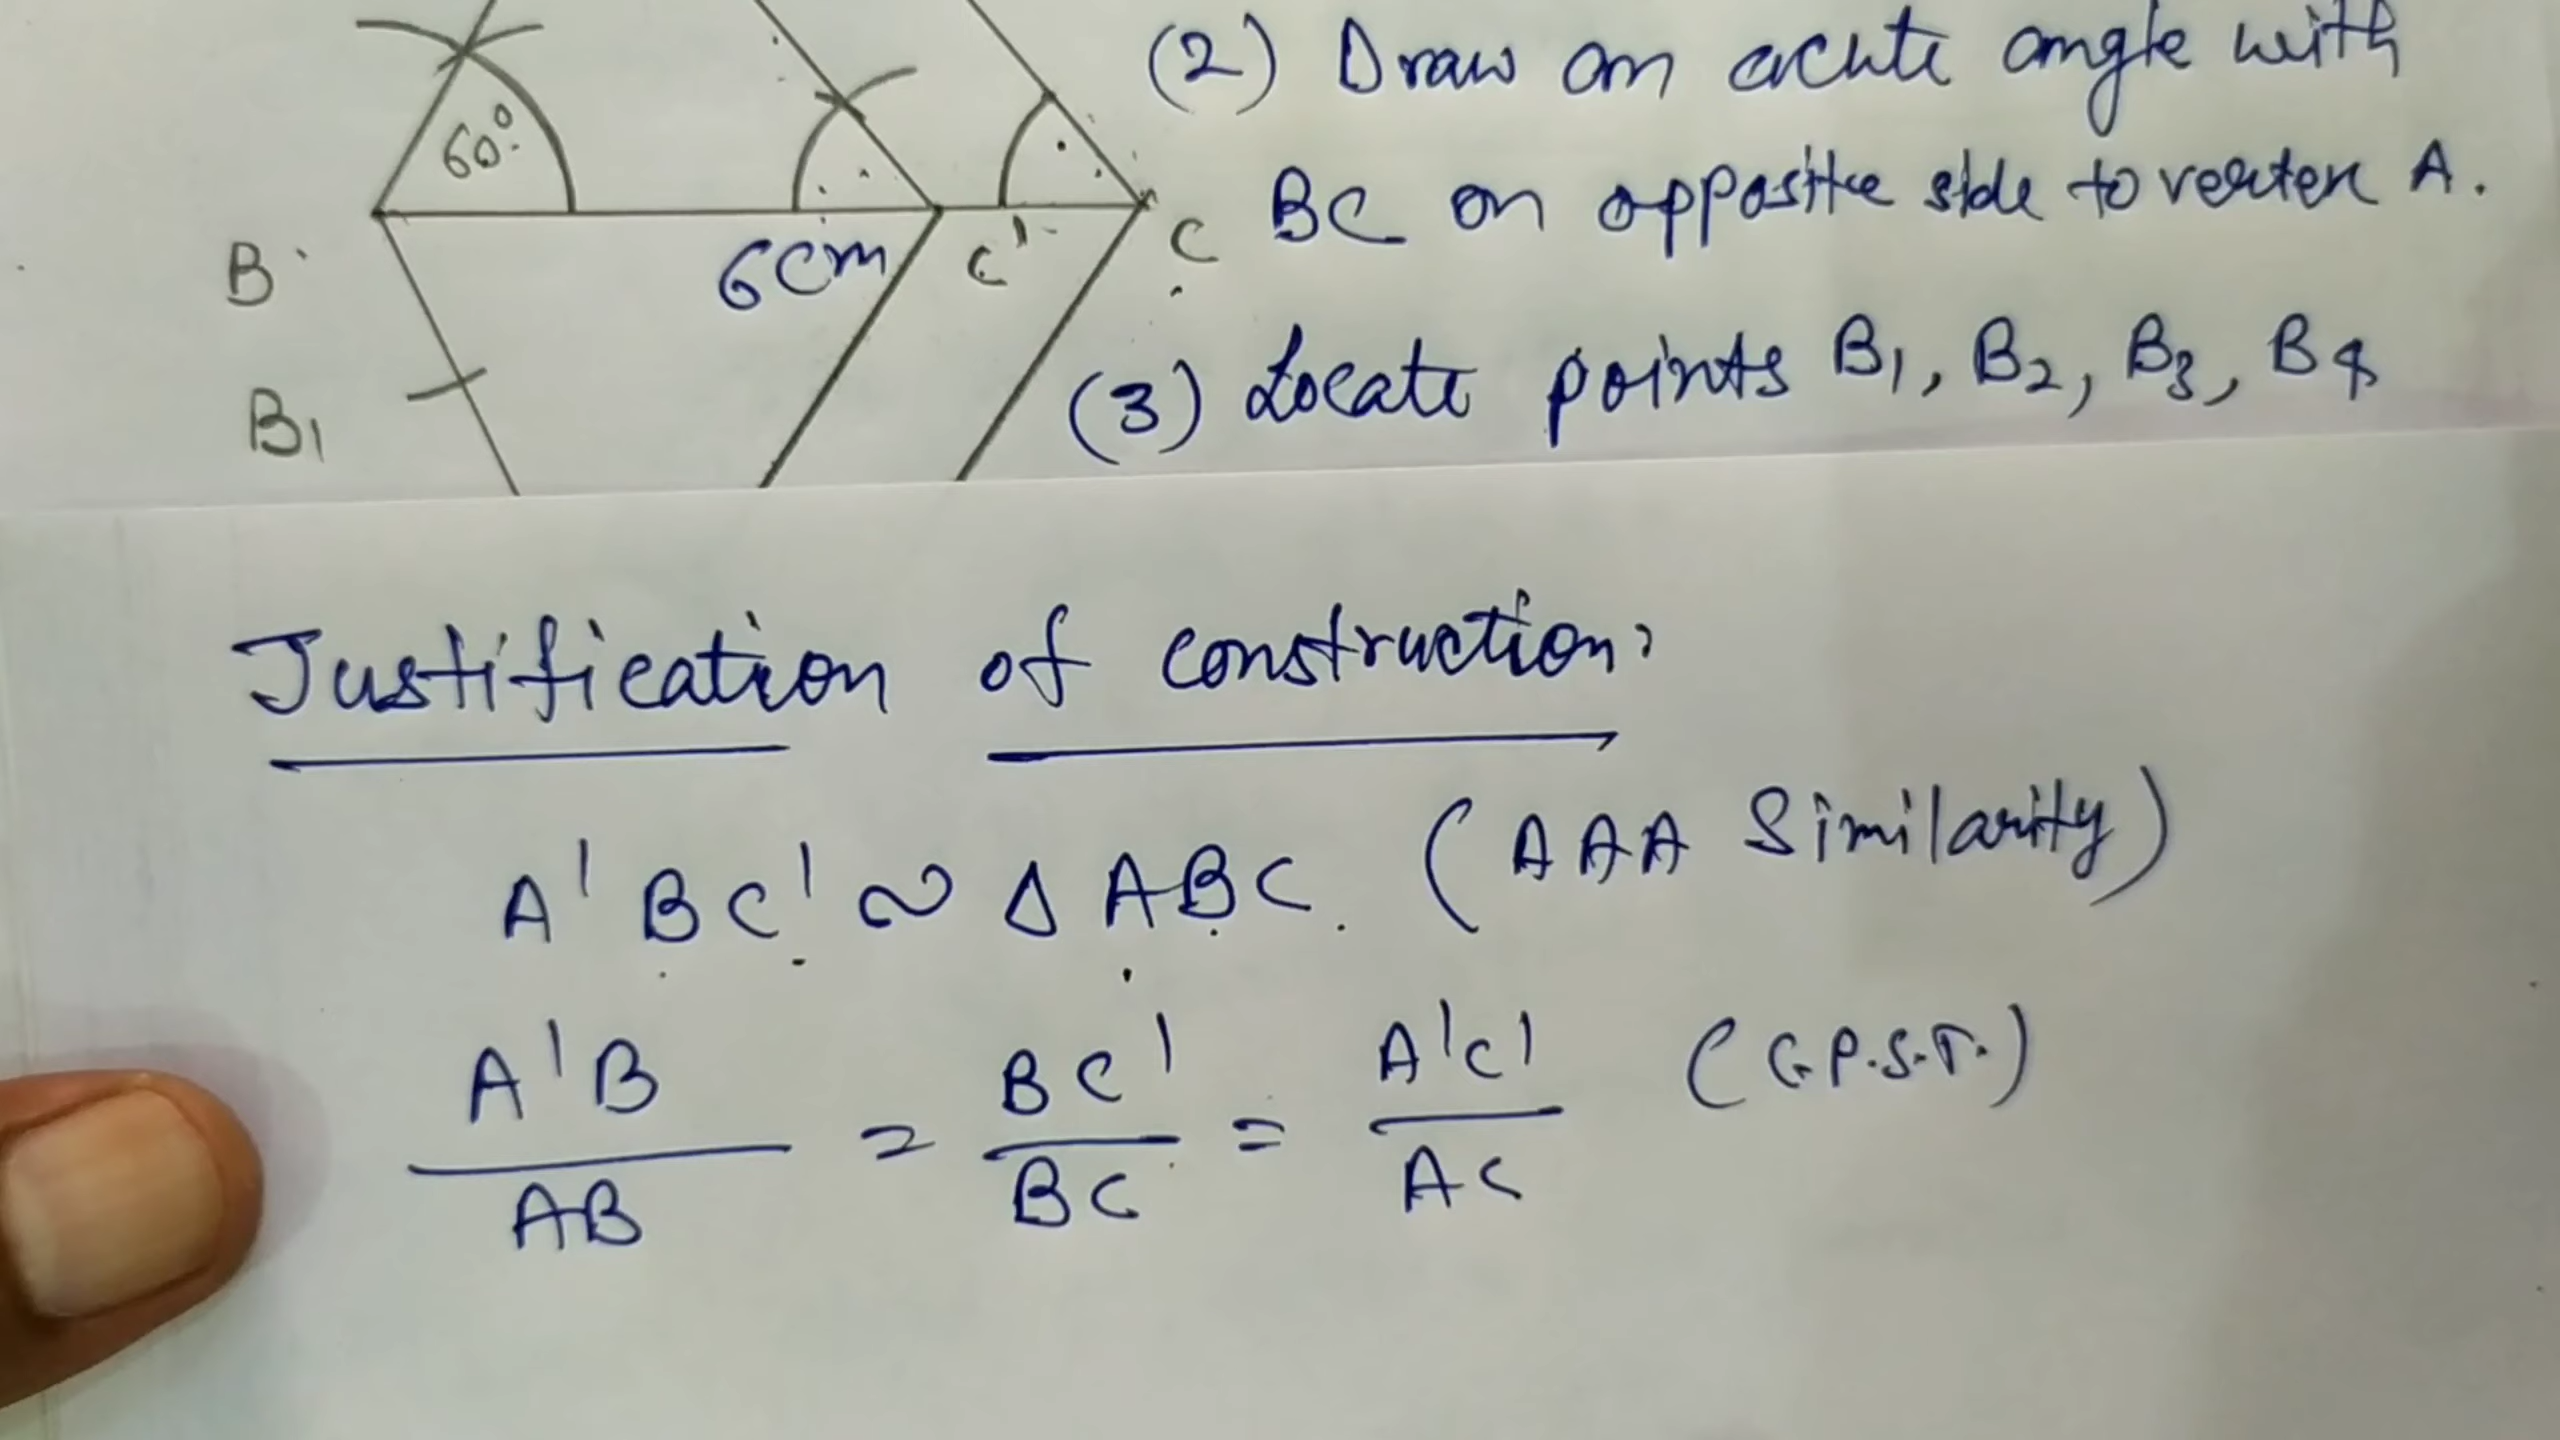 (2) Draw an acute angle with
BC on opposite side to vertex A.
60°
B
6cm
C'
C
(3) Locate points B1, B2, B3, B4
B1
Justification of construction:
A'BC' ~ Δ ABC. (AAA Similarity)
A'B/AB = BC'/BC = A'C'/AC (C.P.S.T.)